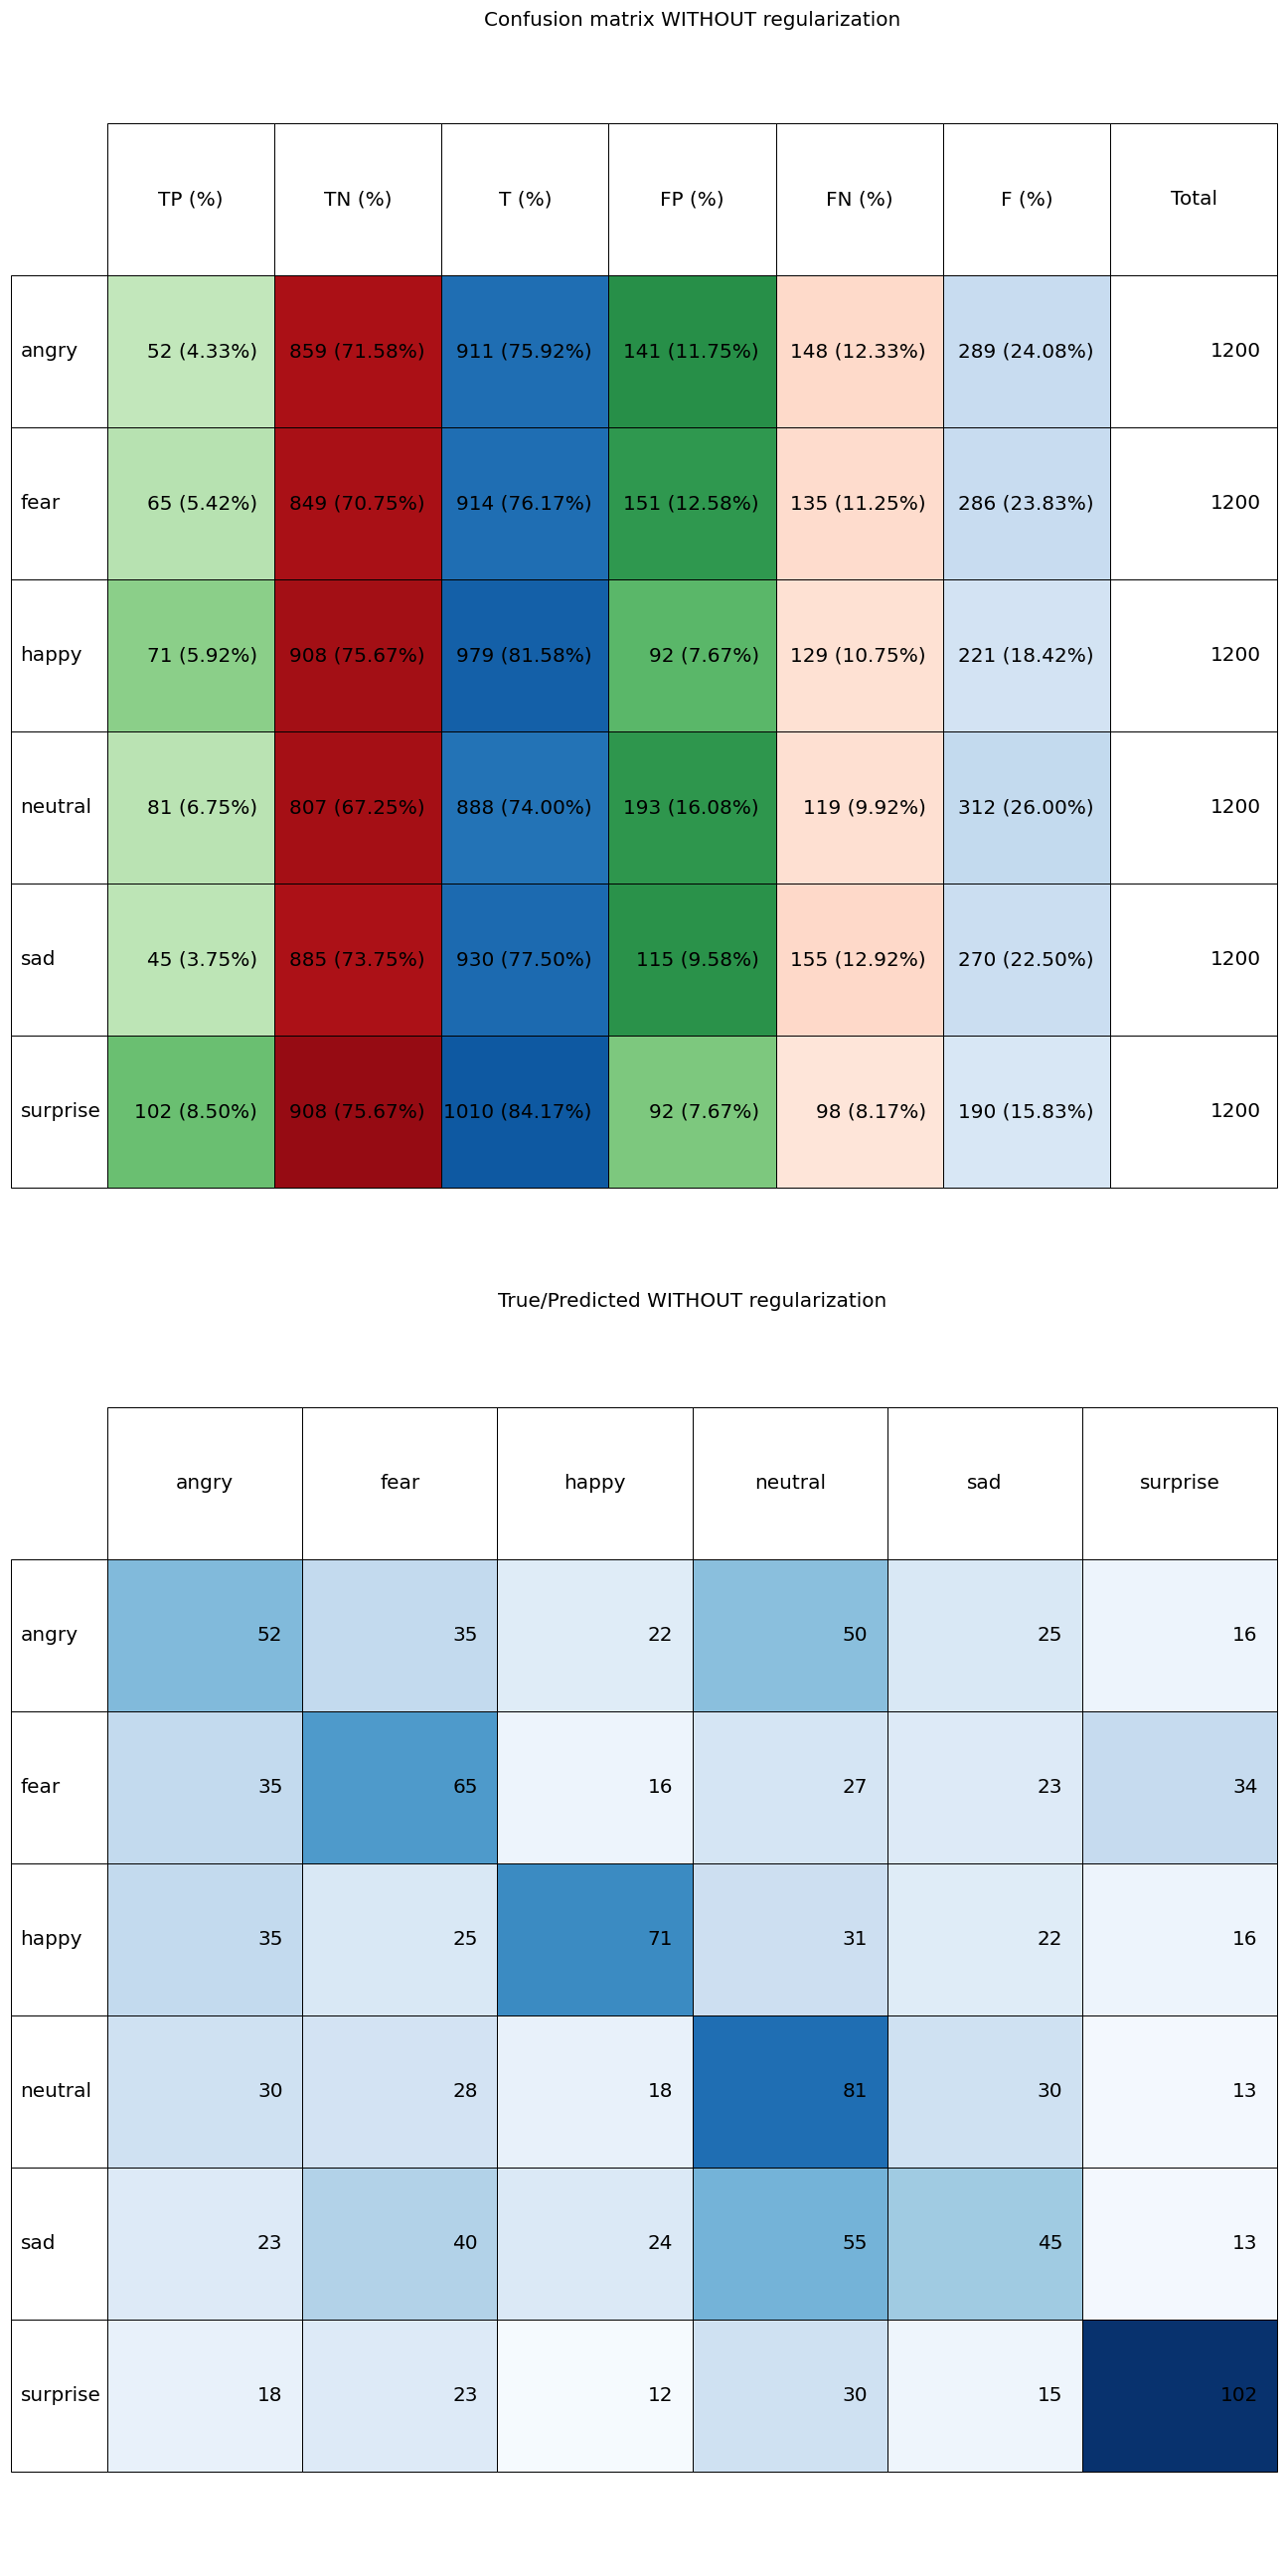 Confusion matrix WITHOUT regularization
TP (%) TN (%) T (%) FP (%) FN (%) F (%) Total
angry 52 (4.33%) 859 (71.58%) 911 (75.92%) 141 (11.75%) 148 (12.33%) 289 (24.08%) 1200
fear 65 (5.42%) 849 (70.75%) 914 (76.17%) 151 (12.58%) 135 (11.25%) 286 (23.83%) 1200
happy 71 (5.92%) 908 (75.67%) 979 (81.58%) 92 (7.67%) 129 (10.75%) 221 (18.42%) 1200
neutral 81 (6.75%) 807 (67.25%) 888 (74.00%) 193 (16.08%) 119 (9.92%) 312 (26.00%) 1200
sad 45 (3.75%) 885 (73.75%) 930 (77.50%) 115 (9.58%) 155 (12.92%) 270 (22.50%) 1200
surprise 102 (8.50%) 908 (75.67%) 1010 (84.17%) 92 (7.67%) 98 (8.17%) 190 (15.83%) 1200
True/Predicted WITHOUT regularization
angry fear happy neutral sad surprise
angry 52 35 22 50 25 16
fear 35 65 16 27 23 34
happy 35 25 71 31 22 16
neutral 30 28 18 81 30 13
sad 23 40 24 55 45 13
surprise 18 23 12 30 15 102